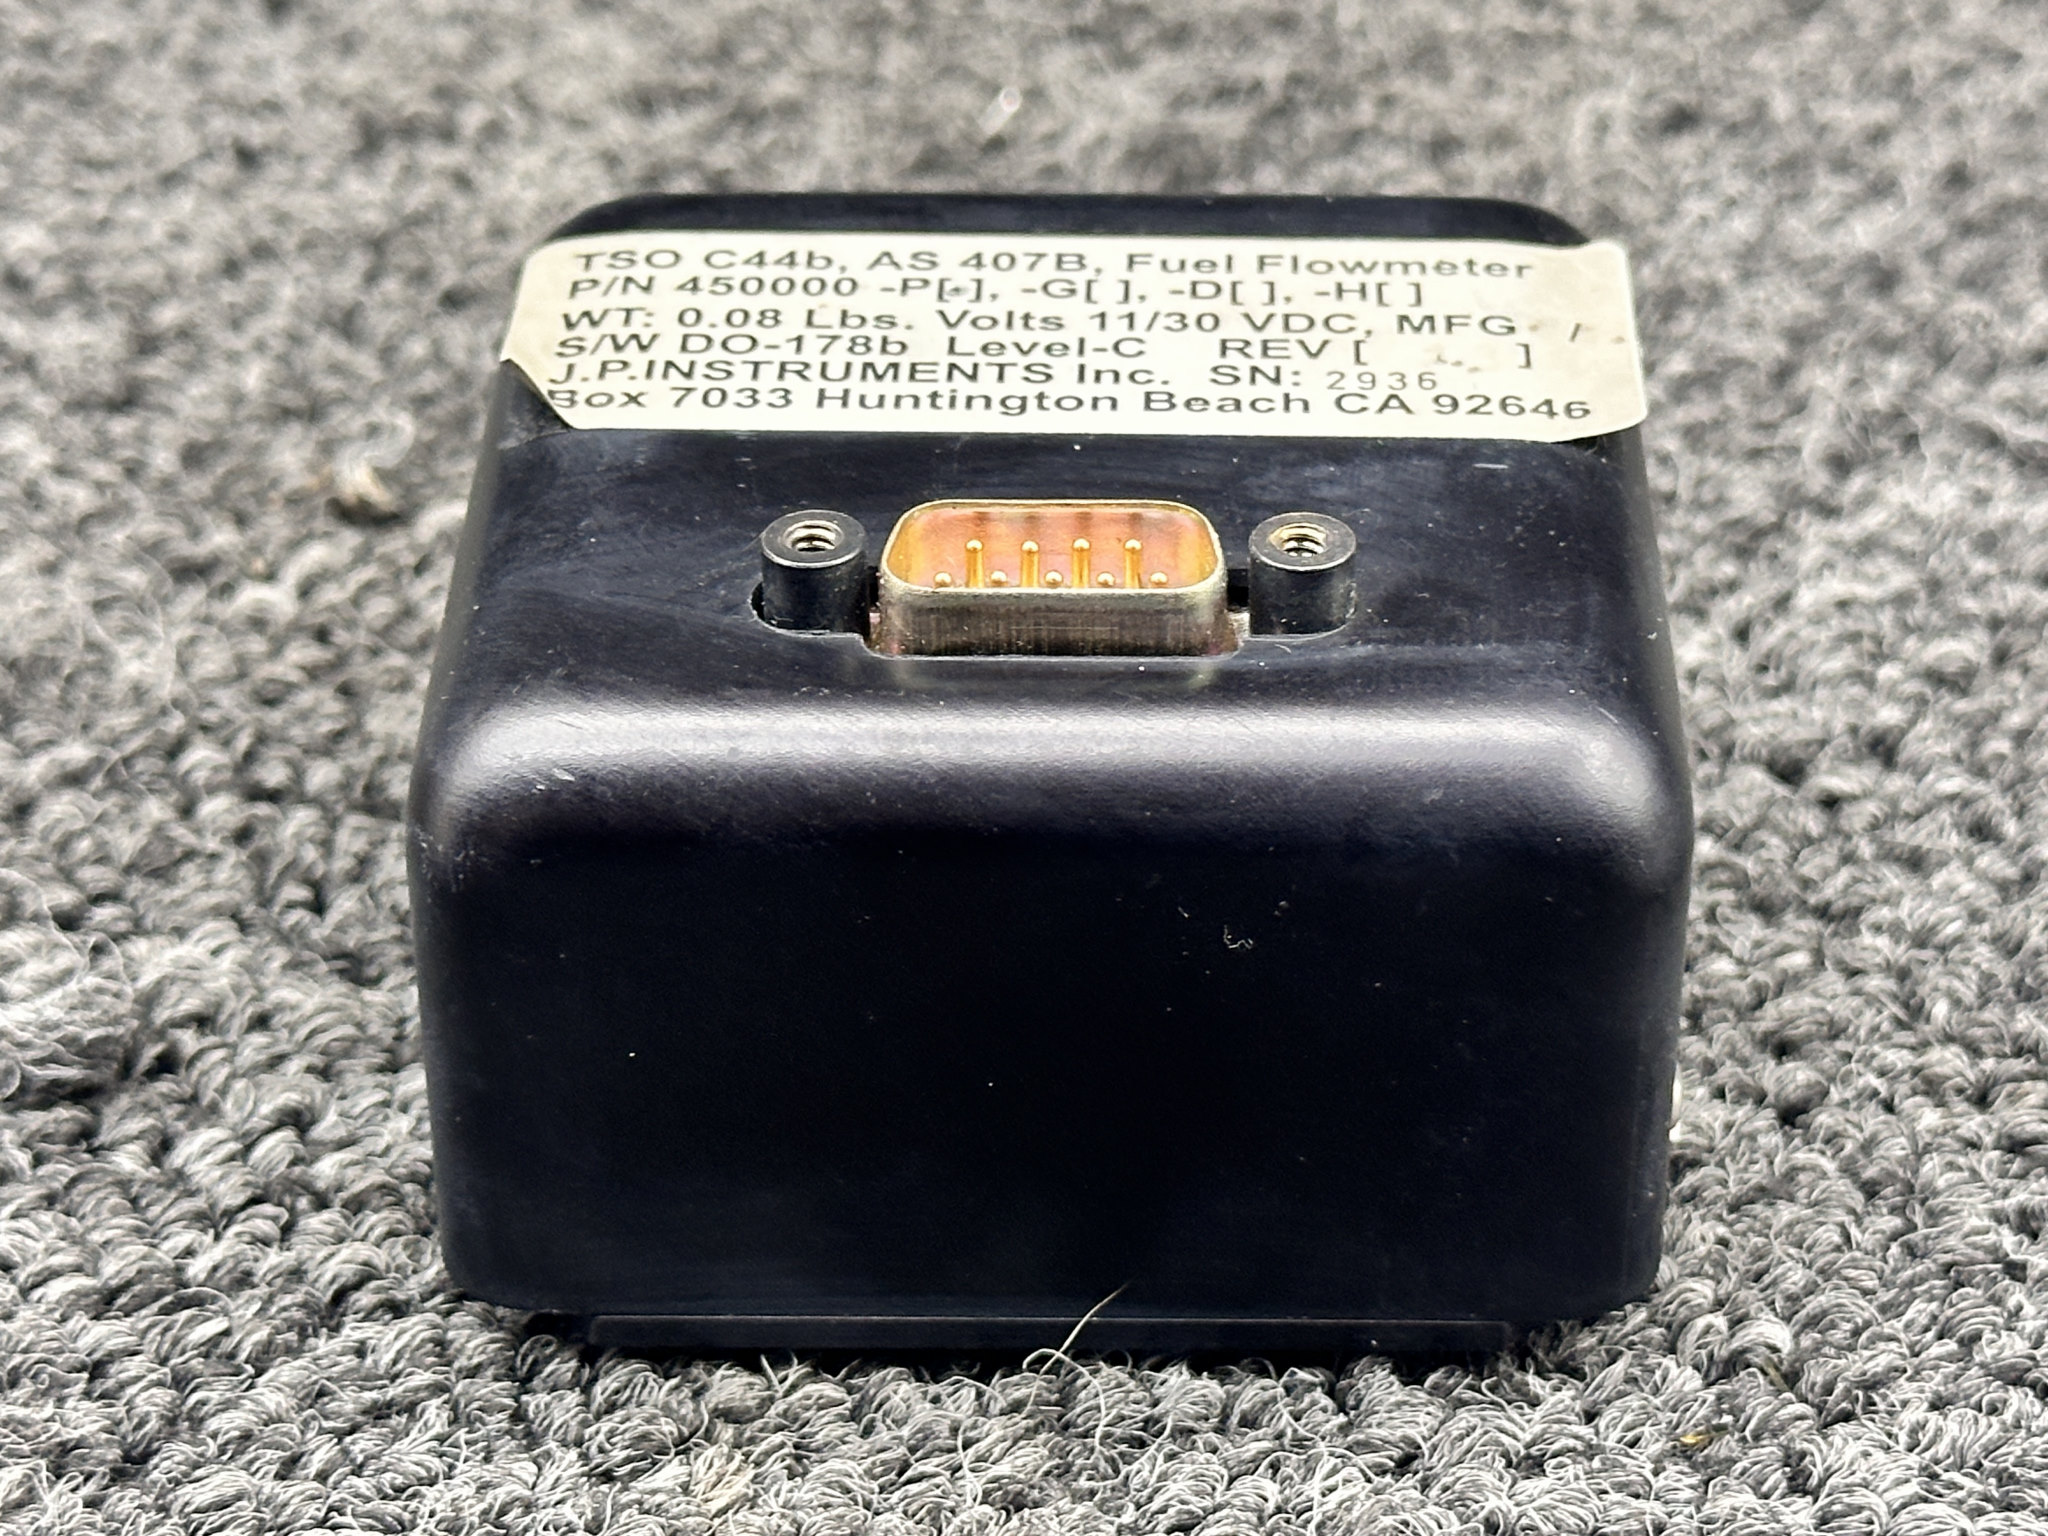 TSO C44b, AS 407B, Fuel Flowmeter
P/N 450000 -P[ ], -G[ ], -D[ ], -H[ ]
WT: 0.08 Lbs. Volts 11/30 VDC, MFG /
S/W DO-178b Level-C REV [ ]
J.P.INSTRUMENTS Inc. SN: 2936
Box 7033 Huntington Beach CA 92646